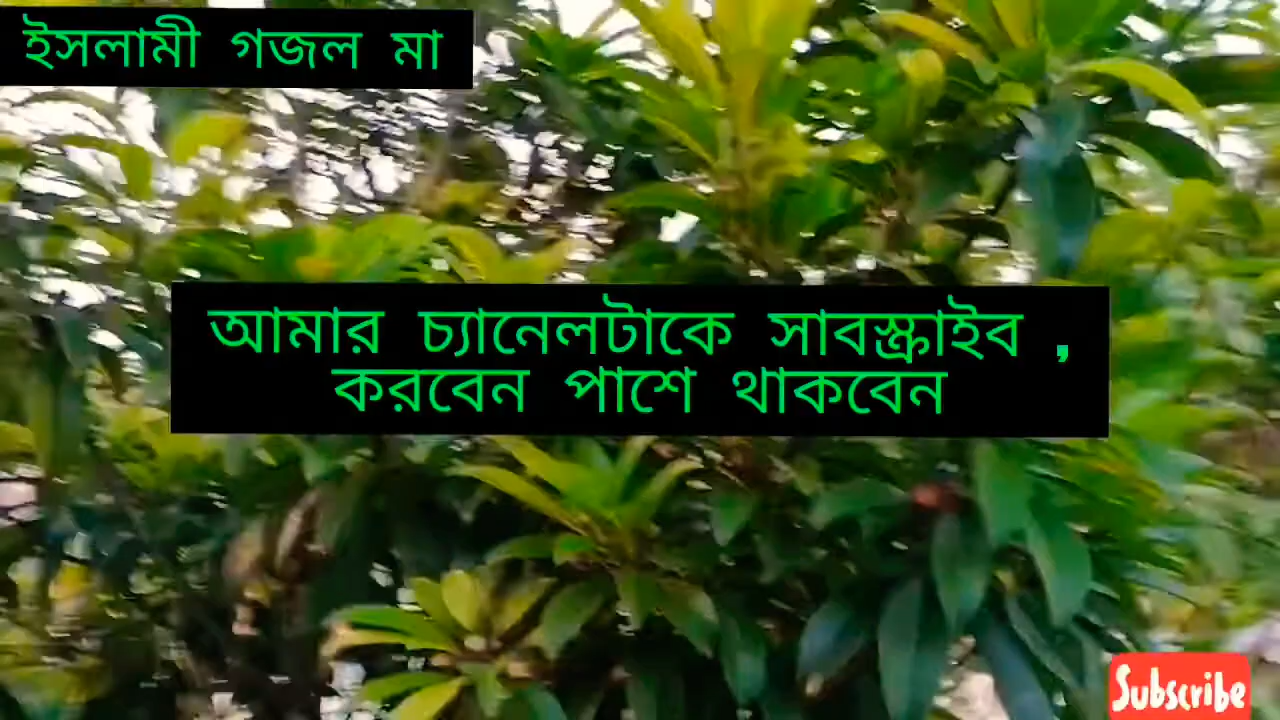 ইসলামী গজল মা
আমার চ্যানেলটাকে সাবস্ক্রাইব ,
করবেন পাশে থাকবেন
Subscribe